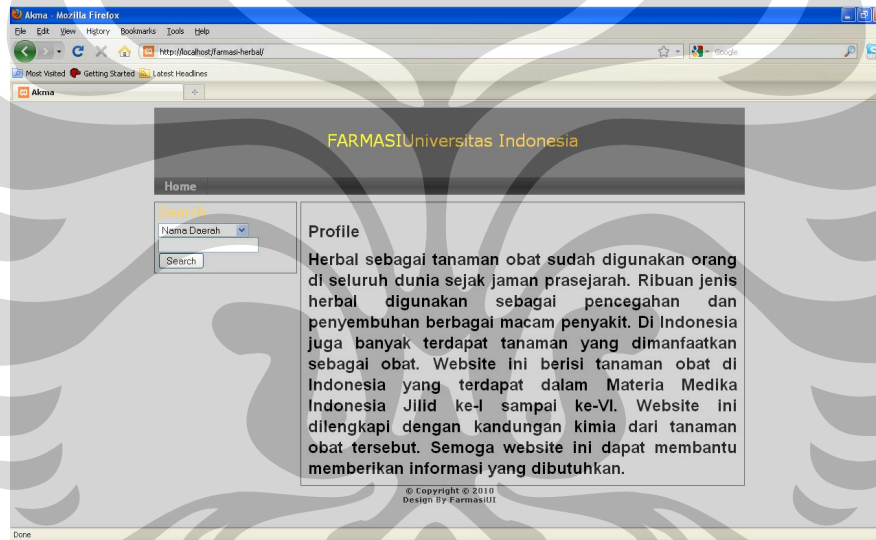 Akma - Mozilla Firefox
File Edit View History Bookmarks Tools Help
http://localhost/farmasi-herbal/
Google
Most Visited Getting Started Latest Headlines
Akma
FARMASIUniversitas Indonesia
Home
Search
Nama Daerah
Search
Profile
Herbal sebagai tanaman obat sudah digunakan orang
di seluruh dunia sejak jaman prasejarah. Ribuan jenis
herbal digunakan sebagai pencegahan dan
penyembuhan berbagai macam penyakit. Di Indonesia
juga banyak terdapat tanaman yang dimanfaatkan
sebagai obat. Website ini berisi tanaman obat di
Indonesia yang terdapat dalam Materia Medika
Indonesia Jilid ke-I sampai ke-VI. Website ini
dilengkapi dengan kandungan kimia dari tanaman
obat tersebut. Semoga website ini dapat membantu
memberikan informasi yang dibutuhkan.
© Copyright © 2010
Design By FarmasiUI
Done